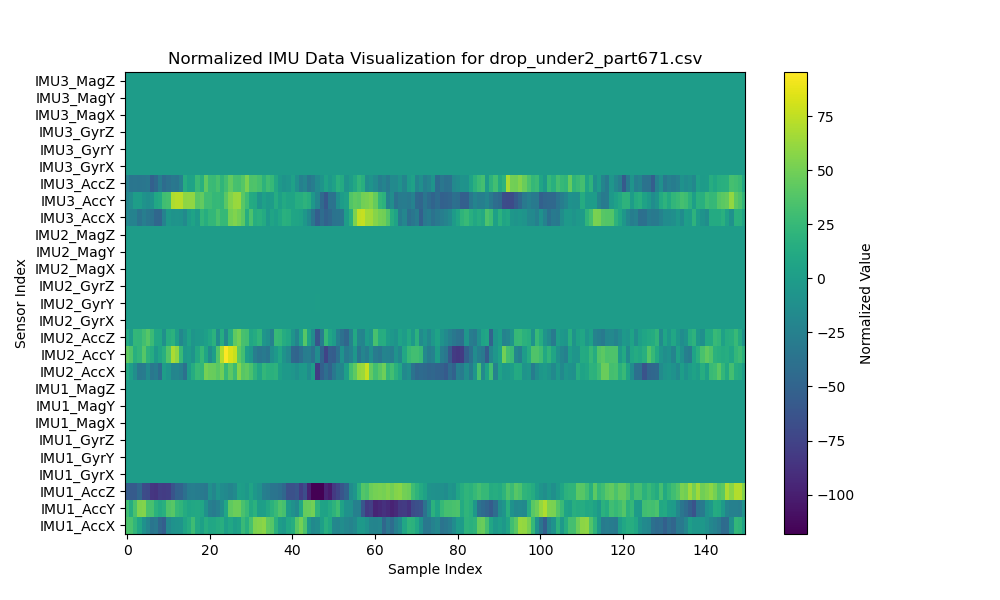 Normalized IMU Data Visualization for drop_under2_part671.csv
IMU3_MagZ
IMU3_MagY
IMU3_MagX
IMU3_GyrZ
IMU3_GyrY
IMU3_GyrX
IMU3_AccZ
IMU3_AccY
IMU3_AccX
IMU2_MagZ
IMU2_MagY
IMU2_MagX
IMU2_GyrZ
IMU2_GyrY
IMU2_GyrX
IMU2_AccZ
IMU2_AccY
IMU2_AccX
IMU1_MagZ
IMU1_MagY
IMU1_MagX
IMU1_GyrZ
IMU1_GyrY
IMU1_GyrX
IMU1_AccZ
IMU1_AccY
IMU1_AccX
Sensor Index
0 20 40 60 80 100 120 140
Sample Index
75
50
25
0
−25
−50
−75
−100
Normalized Value